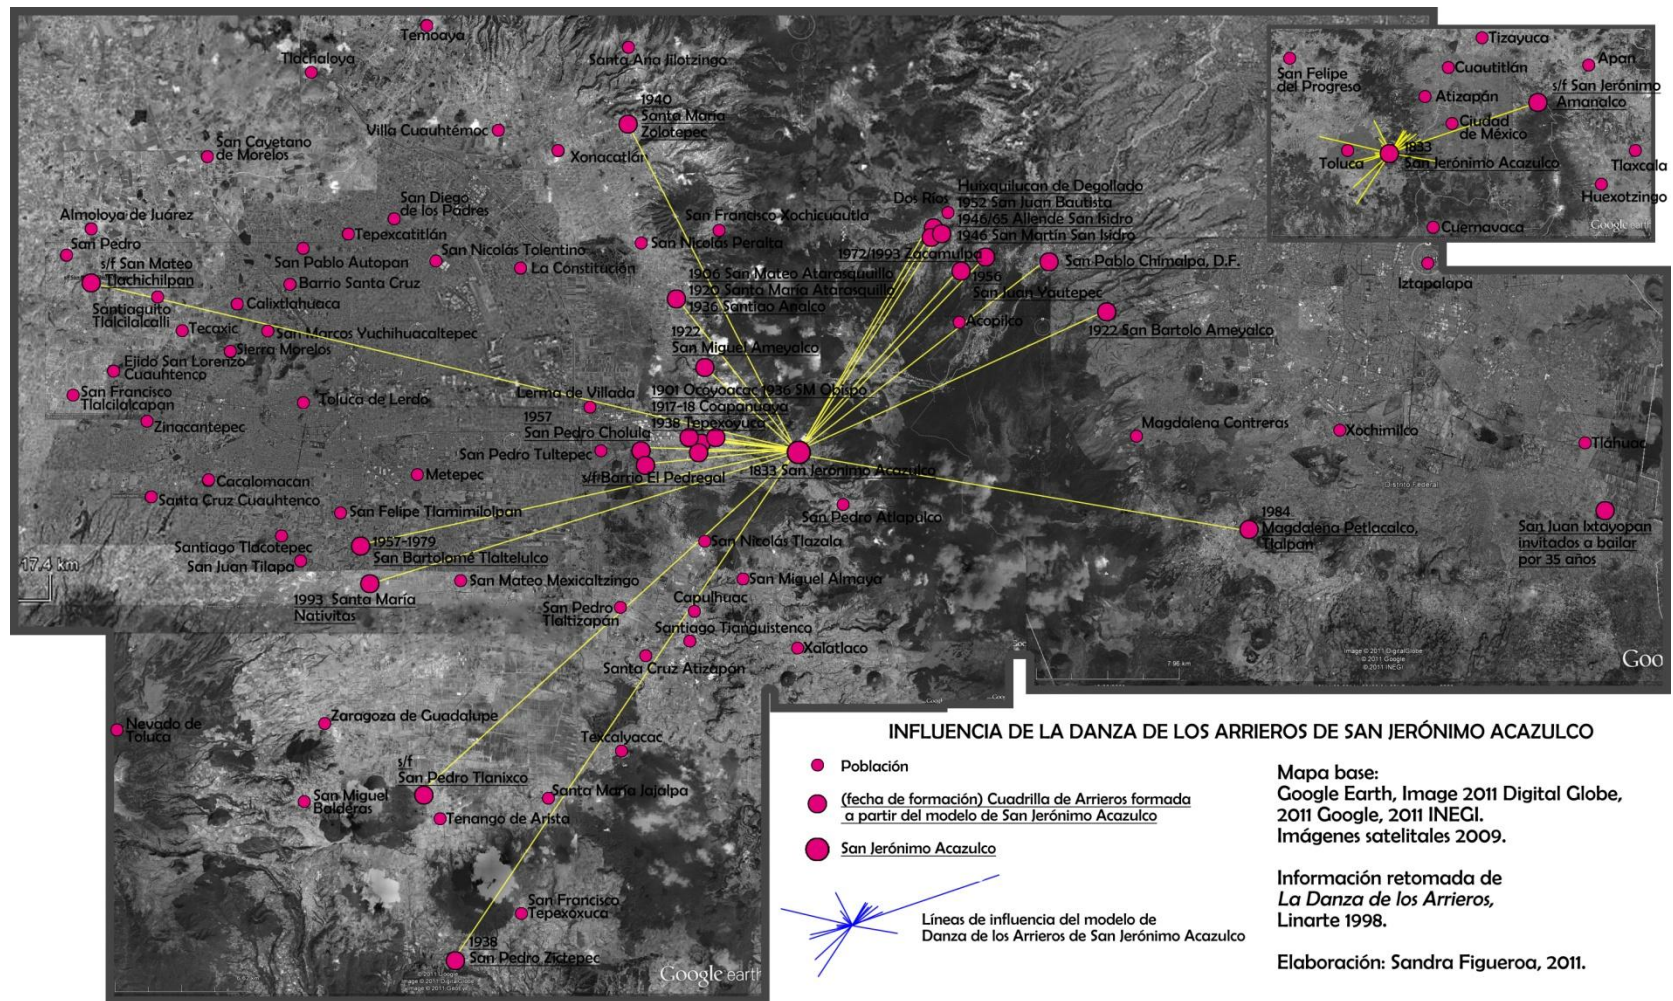 Temoaya
Tlachaloya
Santa Ana Jilotzingo
1940
Santa María
Zolotepec
Villa Cuauhtémoc
Xonacatlán
San Cayetano
de Morelos
San Diego
de los Padres
Almoloya de Juárez
Tepexcatitlán
San Pedro
San Pablo Autopan
San Nicolás Tolentino
La Constitución
San Francisco Xochicuautla
San Nicolás Peralta
s/f San Mateo
Tlachichilpan
Barrio Santa Cruz
Santiaguito
Tlalcilalcalli
Calixtlahuaca
Tecaxic
San Marcos Yuchihuacaltepec
Sierra Morelos
Ejido San Lorenzo
Cuauhtenco
San Francisco
Tlalcilalcapan
Zinacantepec
Toluca de Lerdo
Lerma de Villada
1906 San Mateo Atarasquillo
1920 Santa María Atarasquillo
1936 Santiao Analco
1922
San Miguel Ameyalco
1901 Ocoyoacac 1936 SM Obispo
1917-18 Coapanuaya
1938 Tepexoyuca
1957
San Pedro Cholula
San Pedro Tultepec
s/f Barrio El Pedregal
1833 San Jerónimo Acazulco
Dos Ríos
Huixquilucan de Degollado
1952 San Juan Bautista
1946/65 Allende San Isidro
1946 San Martín San Isidro
1972/1993 Zacamulpa
1956
San Juan Yautepec
San Pablo Chimalpa, D.F.
Acopilco
1922 San Bartolo Ameyalco
Magdalena Contreras
Xochimilco
Iztapalapa
Tláhuac
Distrito Federal
1984
Magdalena Petlacalco,
Tlalpan
San Juan Ixtayopan
invitados a bailar
por 35 años
Cacalomacan
Santa Cruz Cuauhtenco
Metepec
San Felipe Tlamimilolpan
Santiago Tlacotepec
San Juan Tilapa
1957-1979
San Bartolomé Tlaltelulco
1993 Santa María
Nativitas
San Mateo Mexicaltzingo
17.4 km
San Pedro Atlapulco
San Nicolás Tlazala
San Miguel Almaya
Capulhuac
San Pedro
Tlaltizapán
Santiago Tianguistenco
Santa Cruz Atizapán
Xalatlaco
Nevado de
Toluca
Zaragoza de Guadalupe
Texcalyacac
s/f
San Pedro Tlanixco
San Miguel
Balderas
Santa María Jajalpa
Tenango de Arista
San Francisco
Tepexoxuca
1938
San Pedro Zictepec
Google earth
Image © 2011 DigitalGlobe
© 2011 Google
© 2011 INEGI
7.96 km
Goo
Tizayuca
San Felipe
del Progreso
Cuautitlán
Apan
Atizapán
s/f San Jerónimo
Amanalco
Ciudad
de México
Toluca
1833
San Jerónimo Acazulco
Tlaxcala
Huexotzingo
Cuernavaca
Google earth
INFLUENCIA DE LA DANZA DE LOS ARRIEROS DE SAN JERÓNIMO ACAZULCO
Población
(fecha de formación) Cuadrilla de Arrieros formada
a partir del modelo de San Jerónimo Acazulco
San Jerónimo Acazulco
Líneas de influencia del modelo de
Danza de los Arrieros de San Jerónimo Acazulco
Mapa base:
Google Earth, Image 2011 Digital Globe,
2011 Google, 2011 INEGI.
Imágenes satelitales 2009.
Información retomada de
La Danza de los Arrieros,
Linarte 1998.
Elaboración: Sandra Figueroa, 2011.